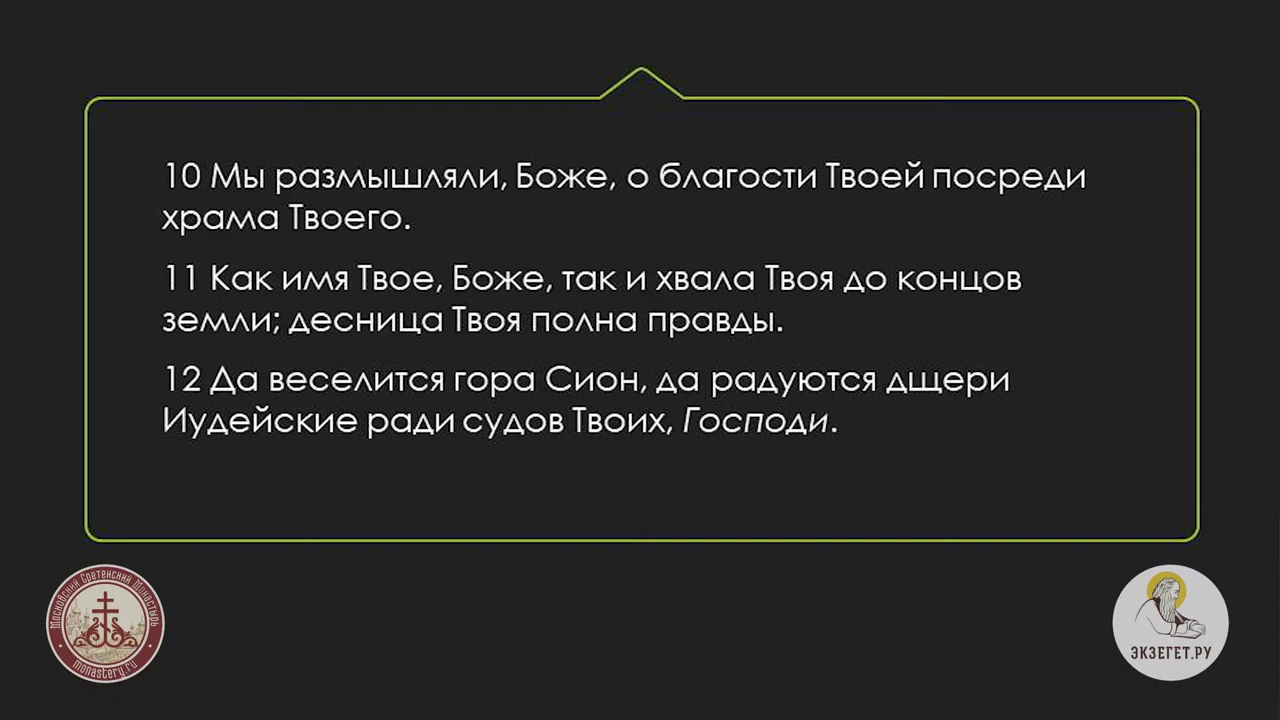 10 Мы размышляли, Боже, о благости Твоей посреди
храма Твоего.
11 Как имя Твое, Боже, так и хвала Твоя до концов
земли; десница Твоя полна правды.
12 Да веселится гора Сион, да радуются дщери
Иудейские ради судов Твоих, Господи.
Московский Сретенский Монастырь
monastery.ru
ЭКЗЕГЕТ.РУ